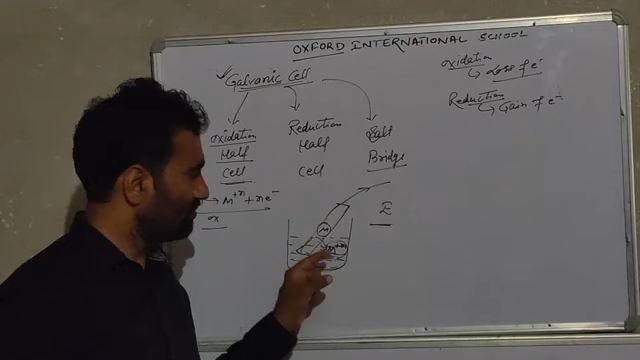 OXFORD INTERNATIONAL SCHOOL
Oxidation
Loss of e⁻
Reduction
Gain of e⁻
Galvanic Cell
Oxidation Half Cell
Reduction Half Cell
Salt Bridge
→ M⁺ⁿ + ne⁻
M
M⁺ⁿ